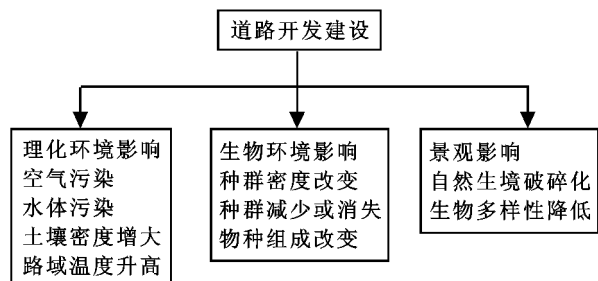 道路开发建设
理化环境影响
空气污染
水体污染
土壤密度增大
路域温度升高
生物环境影响
种群密度改变
种群减少或消失
物种组成改变
景观影响
自然生境破碎化
生物多样性降低